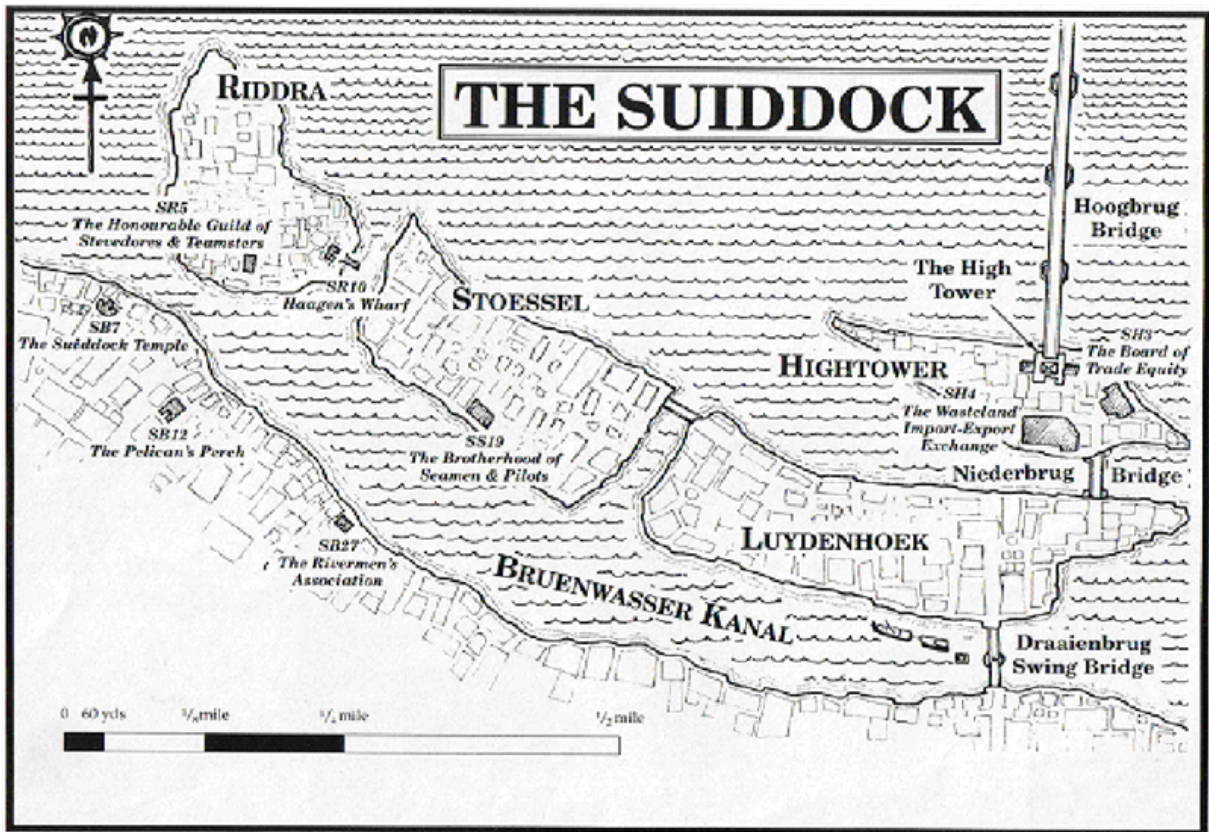 N
RIDDRA
THE SUIDDOCK
SR5
The Honourable Guild of
Stevedores & Teamsters
Hoogbrug
Bridge
The High
Tower
SR10
Haagen's Wharf
STOESSEL
SB7
The Suiddock Temple
HIGHTOWER
SH3
The Board of
Trade Equity
SH4
The Wasteland
Import-Export
Exchange
SB12
The Pelican's Perch
SS19
The Brotherhood of
Seamen & Pilots
Niederbrug Bridge
SB27
The Rivermen's
Association
LUYDENHOEK
BRUENWASSER KANAL
Draaienbrug
Swing Bridge
0 60 yds mile mile 1/2 mile